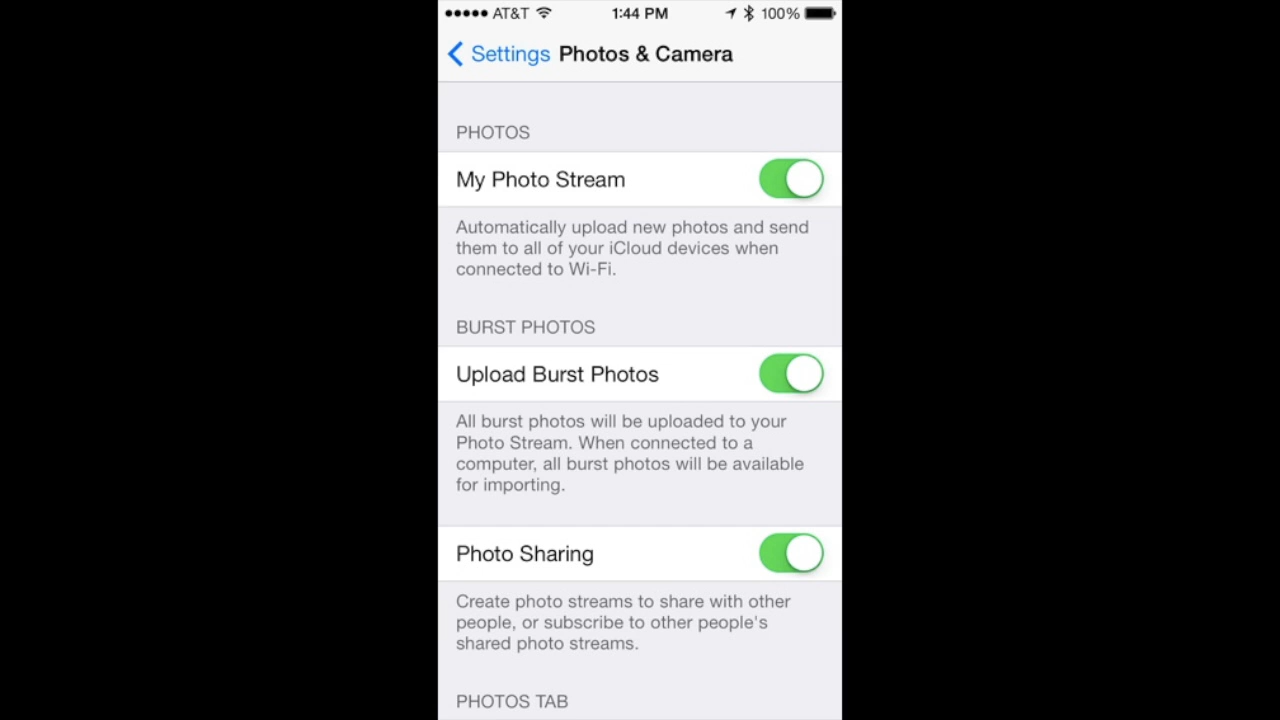 AT&T 1:44 PM 100%
Settings Photos & Camera
PHOTOS
My Photo Stream
Automatically upload new photos and send
them to all of your iCloud devices when
connected to Wi-Fi.
BURST PHOTOS
Upload Burst Photos
All burst photos will be uploaded to your
Photo Stream. When connected to a
computer, all burst photos will be available
for importing.
Photo Sharing
Create photo streams to share with other
people, or subscribe to other people's
shared photo streams.
PHOTOS TAB